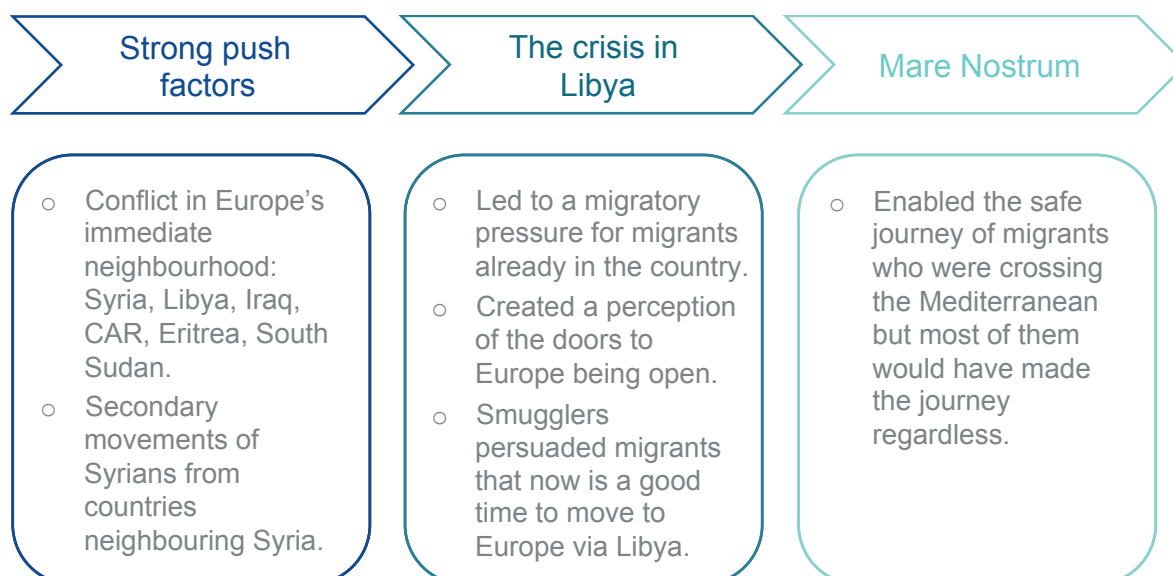 Strong push
factors
The crisis in
Libya
Mare Nostrum
○ Conflict in Europe’s
immediate
neighbourhood:
Syria, Libya, Iraq,
CAR, Eritrea, South
Sudan.
○ Secondary
movements of
Syrians from
countries
neighbouring Syria.
○ Led to a migratory
pressure for migrants
already in the country.
○ Created a perception
of the doors to
Europe being open.
○ Smugglers
persuaded migrants
that now is a good
time to move to
Europe via Libya.
○ Enabled the safe
journey of migrants
who were crossing
the Mediterranean
but most of them
would have made
the journey
regardless.